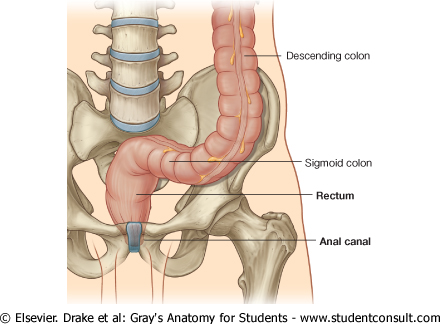 Descending colon
Sigmoid colon
Rectum
Anal canal
© Elsevier. Drake et al: Gray's Anatomy for Students - www.studentconsult.com